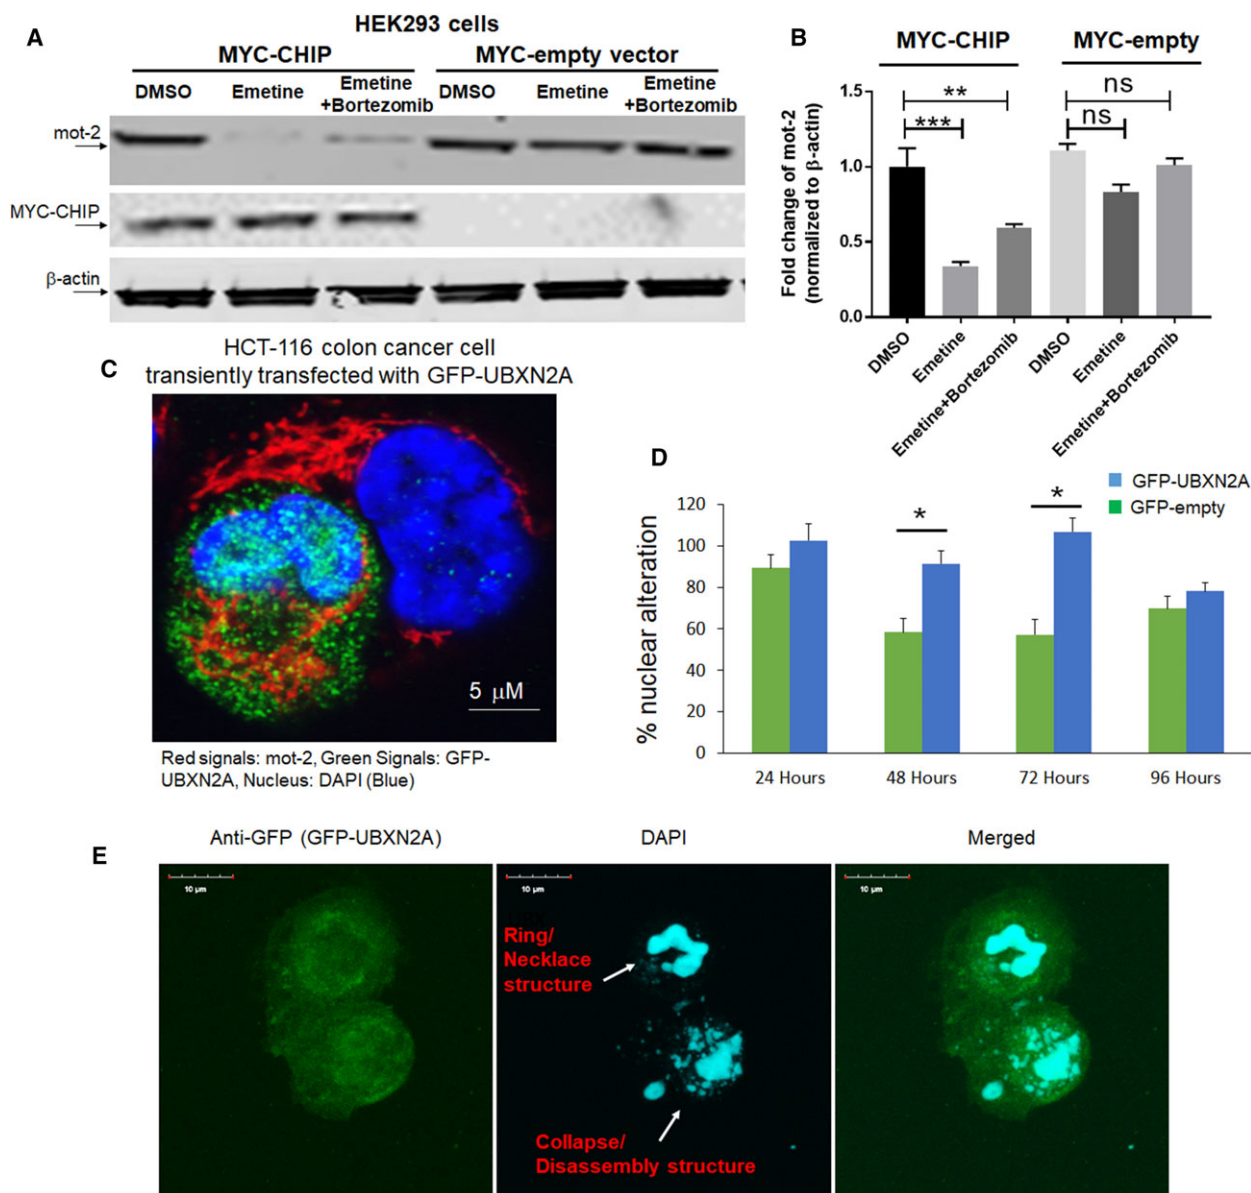 A
HEK293 cells
MYC-CHIP
MYC-empty vector
DMSO
Emetine
Emetine
+Bortezomib
DMSO
Emetine
Emetine
+Bortezomib
mot-2
MYC-CHIP
β-actin
B
MYC-CHIP
MYC-empty
Fold change of mot-2
(normalized to β-actin)
1.5
1.0
0.5
0.0
**
***
ns
ns
DMSO
Emetine
Emetine+Bortezomib
DMSO
Emetine
Emetine+Bortezomib
C
HCT-116 colon cancer cell
transiently transfected with GFP-UBXN2A
5 μM
Red signals: mot-2, Green Signals: GFP-
UBXN2A, Nucleus: DAPI (Blue)
D
GFP-UBXN2A
GFP-empty
% nuclear alteration
120
100
80
60
40
20
0
*
*
24 Hours
48 Hours
72 Hours
96 Hours
E
Anti-GFP (GFP-UBXN2A)
DAPI
Merged
10 μm
10 μm
10 μm
Ring/
Necklace
structure
Collapse/
Disassembly structure